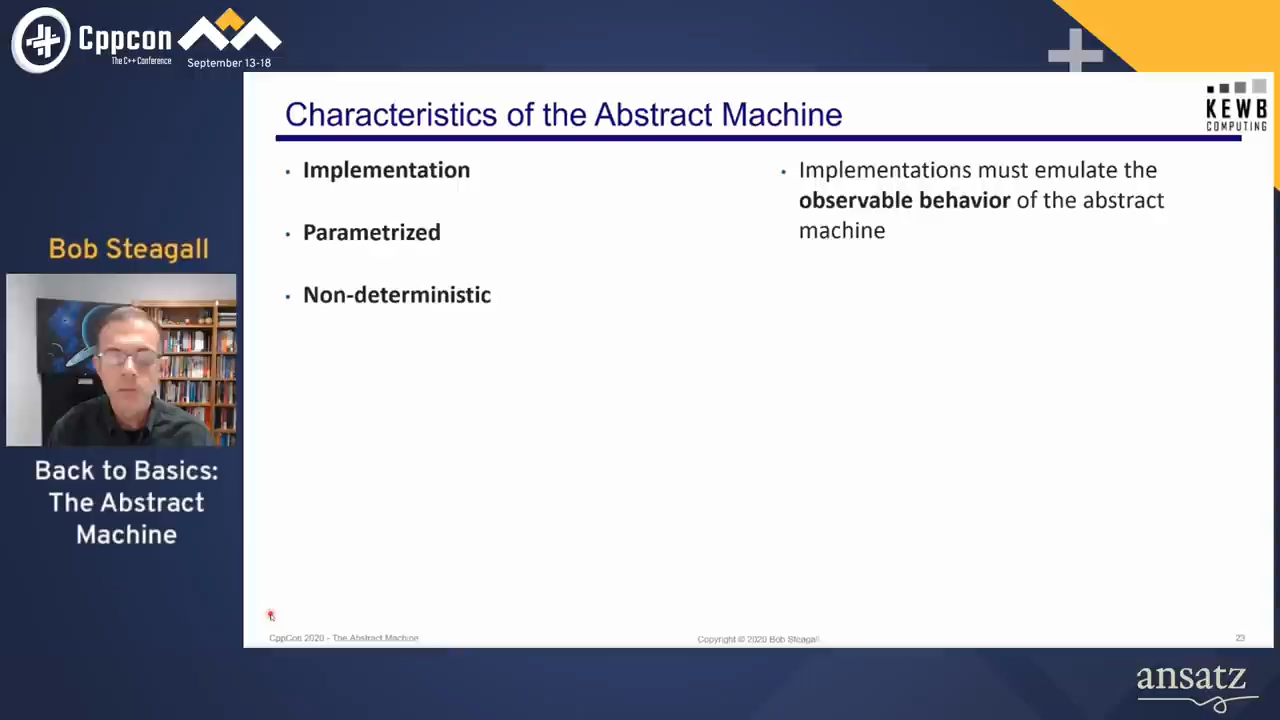 Cppcon
The C++ Conference
September 13-18
KEWB
COMPUTING
Characteristics of the Abstract Machine
• Implementation
• Parametrized
• Non-deterministic
• Implementations must emulate the
observable behavior of the abstract
machine
Bob Steagall
Back to Basics:
The Abstract
Machine
CppCon 2020 - The Abstract Machine
Copyright © 2020 Bob Steagall
23
ansatz